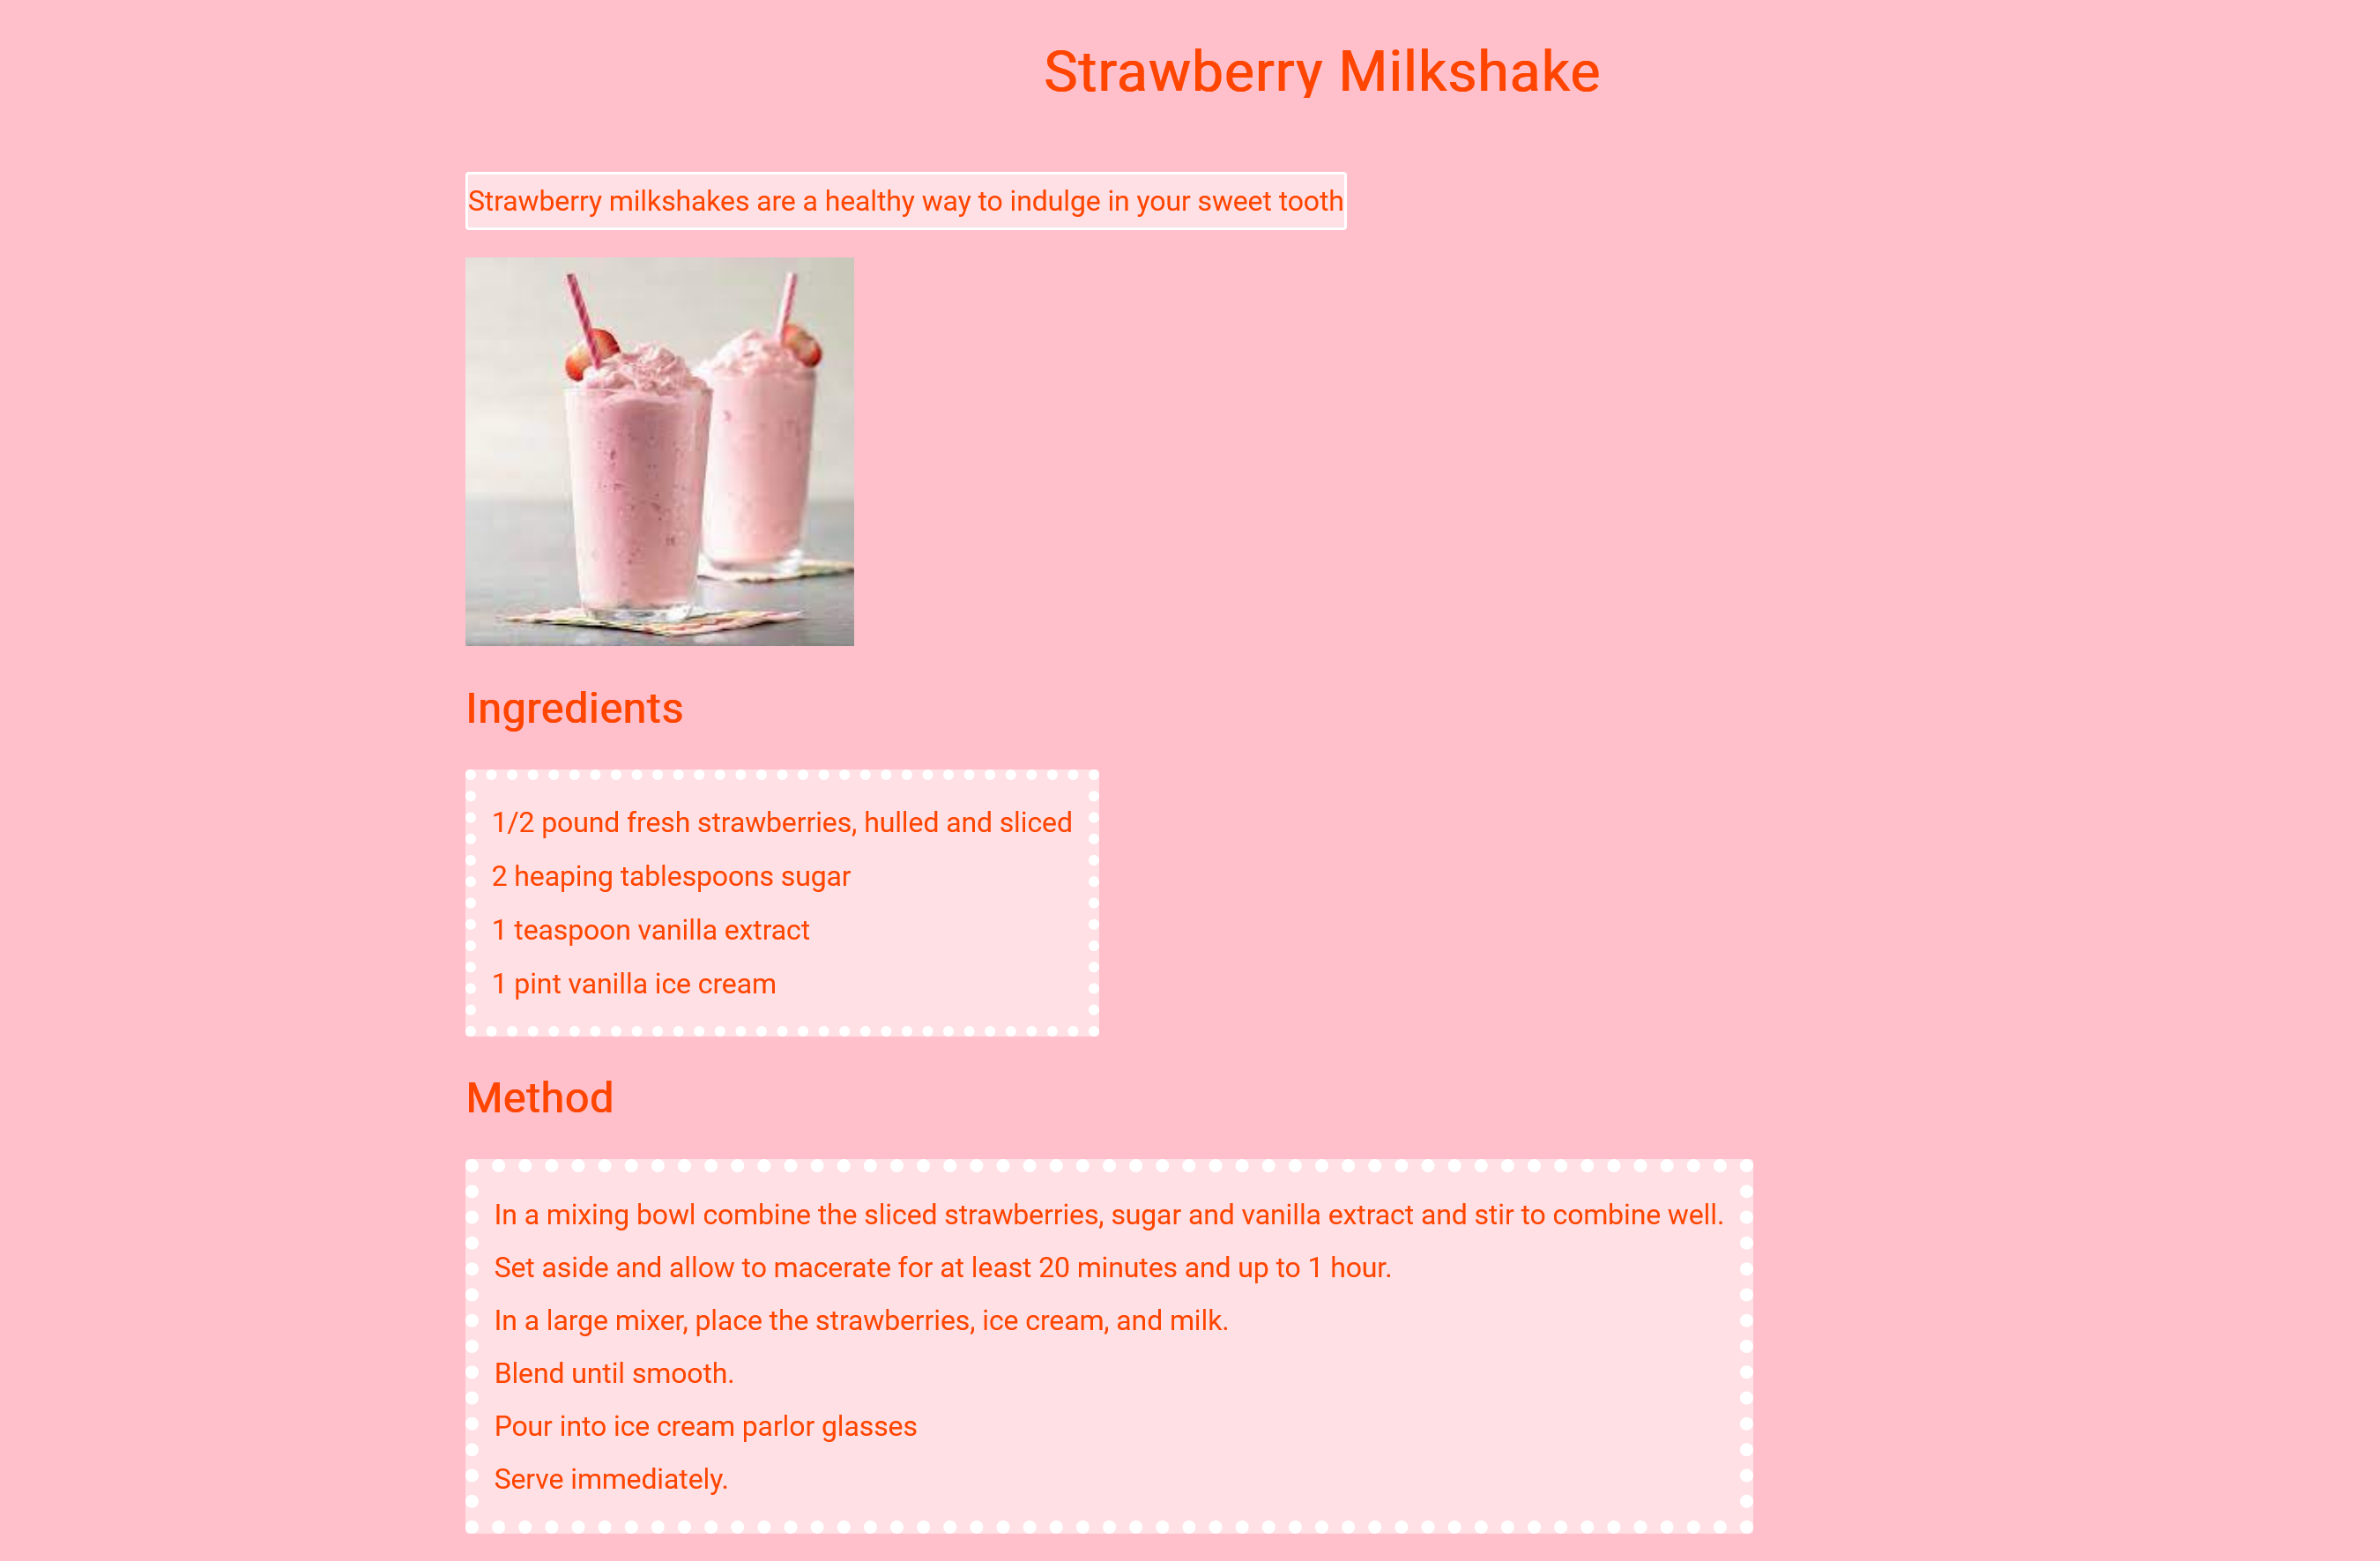 Strawberry Milkshake
Strawberry milkshakes are a healthy way to indulge in your sweet tooth
Ingredients
1/2 pound fresh strawberries, hulled and sliced
2 heaping tablespoons sugar
1 teaspoon vanilla extract
1 pint vanilla ice cream
Method
In a mixing bowl combine the sliced strawberries, sugar and vanilla extract and stir to combine well.
Set aside and allow to macerate for at least 20 minutes and up to 1 hour.
In a large mixer, place the strawberries, ice cream, and milk.
Blend until smooth.
Pour into ice cream parlor glasses
Serve immediately.